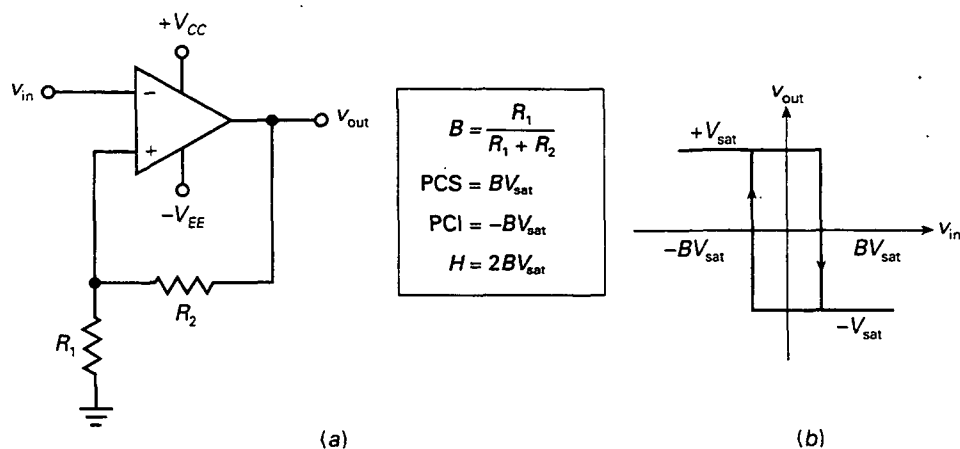 +V_CC
v_in
−
+
v_out
−V_EE
R_2
R_1
(a)
B = R_1 / (R_1 + R_2)
PCS = BV_sat
PCI = −BV_sat
H = 2BV_sat
v_out
+V_sat
v_in
−BV_sat
BV_sat
−V_sat
(b)